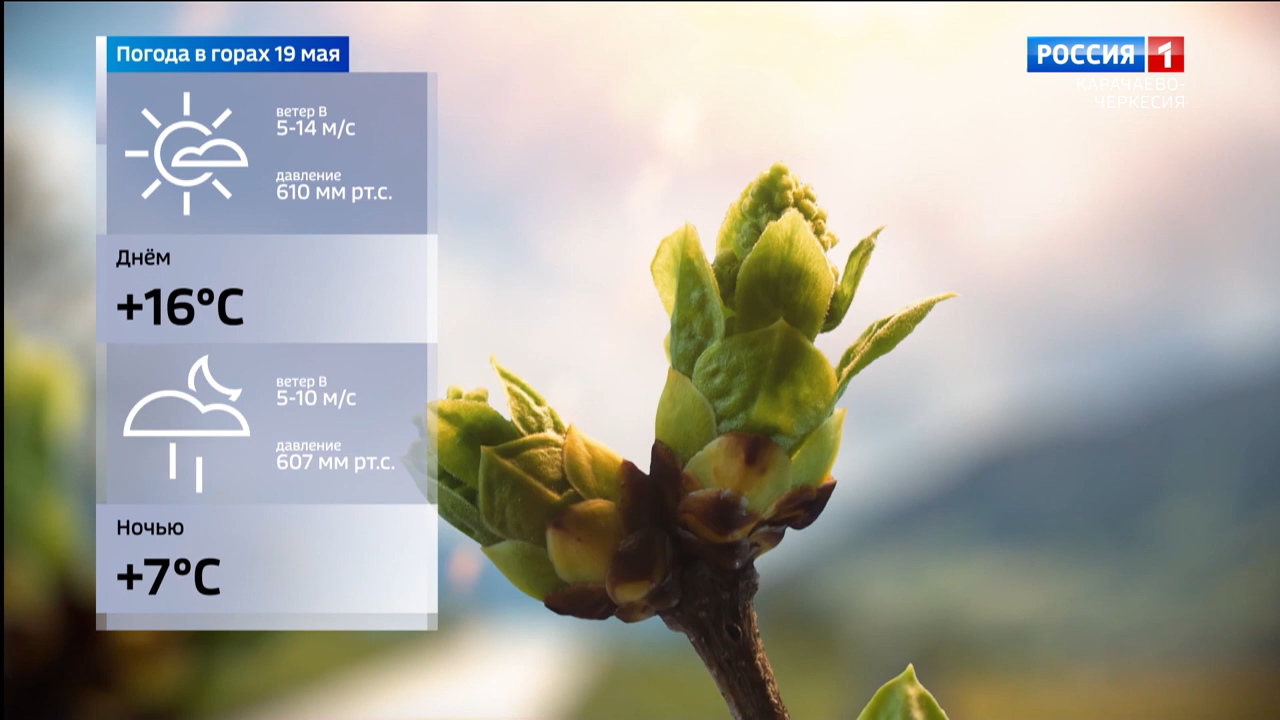 Погода в горах 19 мая
ветер В
5-14 м/с
давление
610 мм рт.с.
Днём
+16°C
ветер В
5-10 м/с
давление
607 мм рт.с.
Ночью
+7°C
РОССИЯ 1
КАРАЧАЕВО-
ЧЕРКЕСИЯ